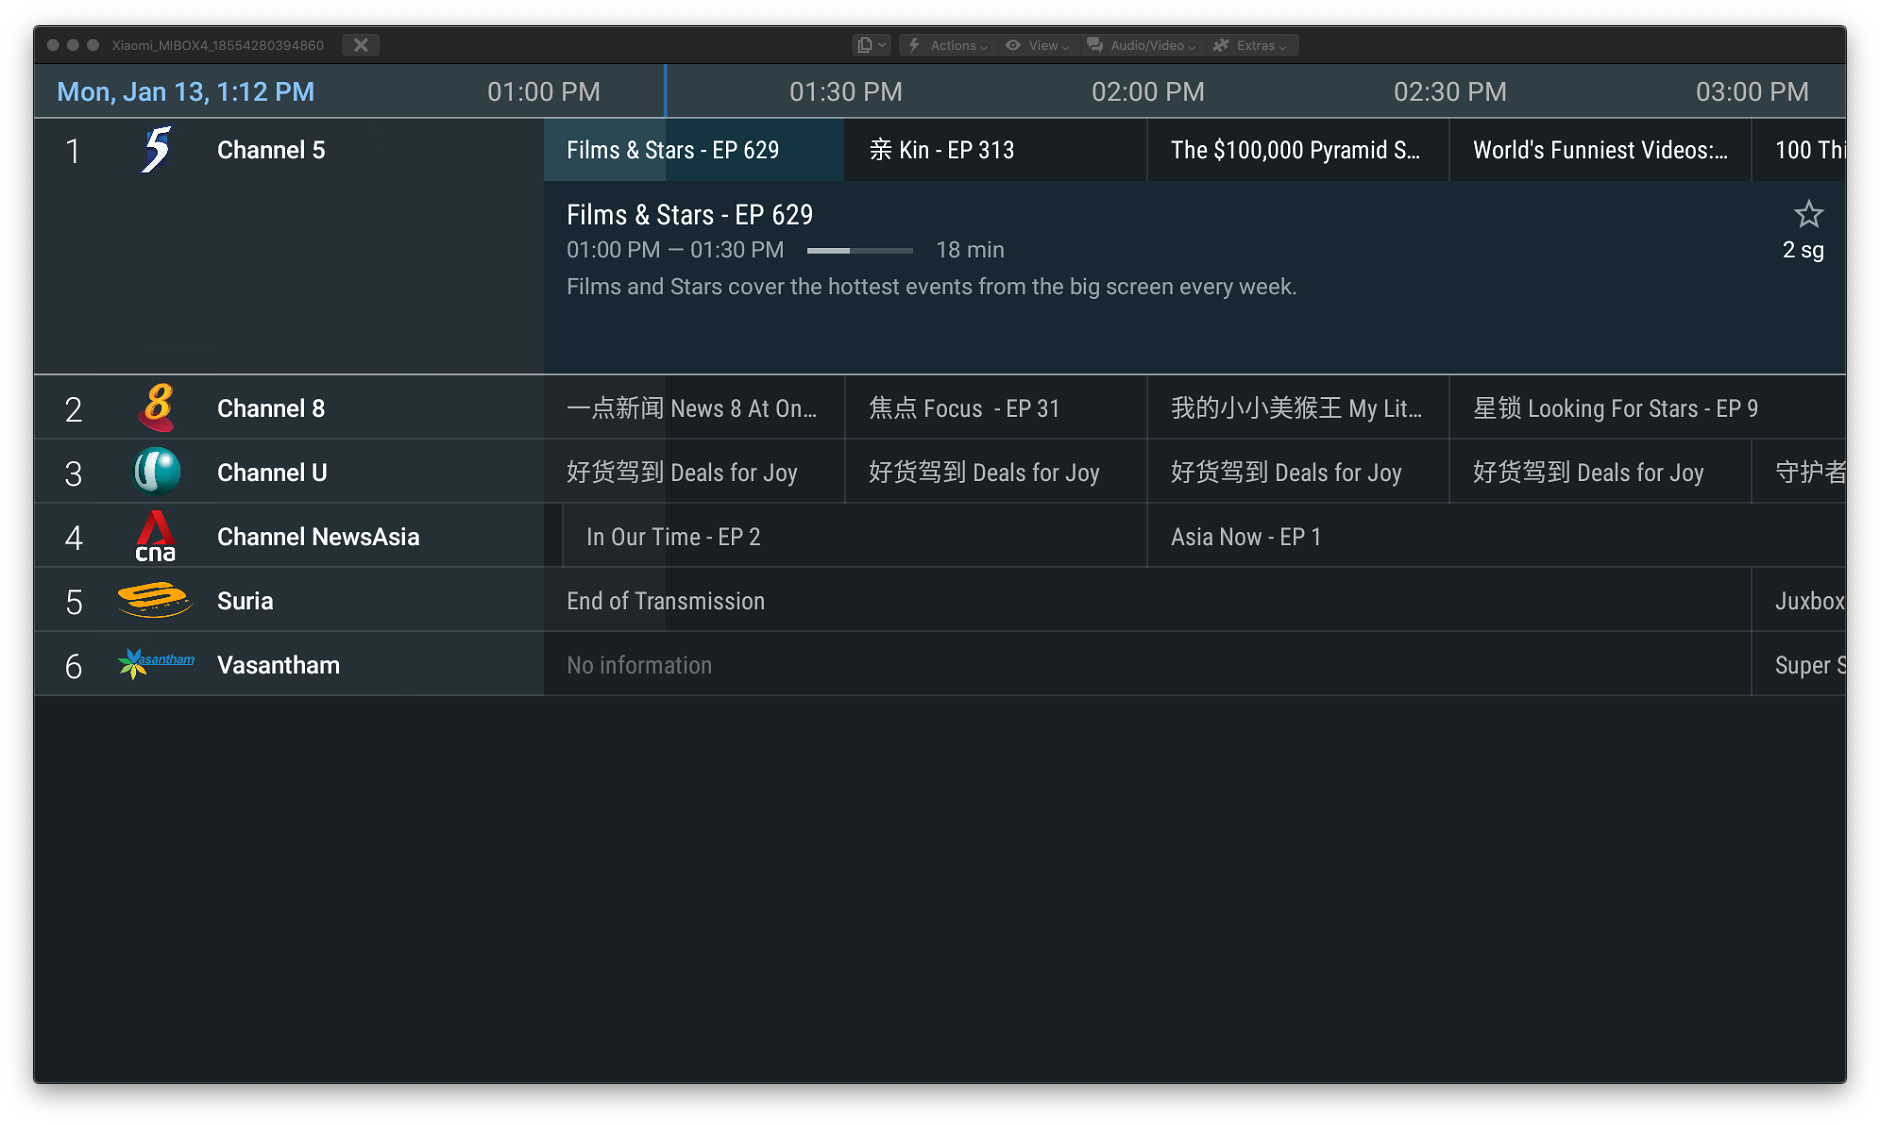 Xiaomi_MIBOX4_18554280394860
Actions
View
Audio/Video
Extras
Mon, Jan 13, 1:12 PM
01:00 PM
01:30 PM
02:00 PM
02:30 PM
03:00 PM
1
5
Channel 5
Films & Stars - EP 629
亲 Kin - EP 313
The $100,000 Pyramid S...
World's Funniest Videos:...
100 Thi
Films & Stars - EP 629
01:00 PM — 01:30 PM
18 min
2 sg
Films and Stars cover the hottest events from the big screen every week.
2
8
Channel 8
一点新闻 News 8 At On...
焦点 Focus - EP 31
我的小小美猴王 My Lit...
星锁 Looking For Stars - EP 9
3
U
Channel U
好货驾到 Deals for Joy
好货驾到 Deals for Joy
好货驾到 Deals for Joy
好货驾到 Deals for Joy
守护者
4
cna
Channel NewsAsia
In Our Time - EP 2
Asia Now - EP 1
5
SURIA
Suria
End of Transmission
Juxbox
6
Vasantham
Vasantham
No information
Super S